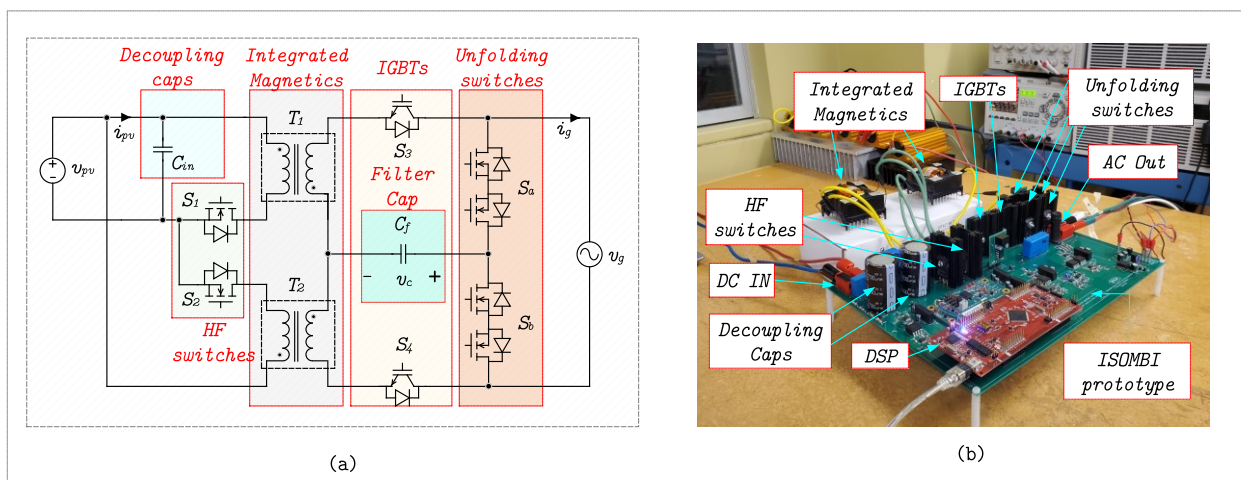 Decoupling
caps
Integrated
Magnetics
IGBTs
Unfolding
switches
i_pv
C_in
v_pv
T_1
S_3
i_g
S_a
Filter
Cap
S_1
C_f
- v_c +
v_g
S_2
T_2
S_b
HF
switches
S_4
(a)
Integrated
Magnetics
IGBTs
Unfolding
switches
AC Out
HF
switches
DC IN
Decoupling
Caps
DSP
ISOMBI
prototype
(b)